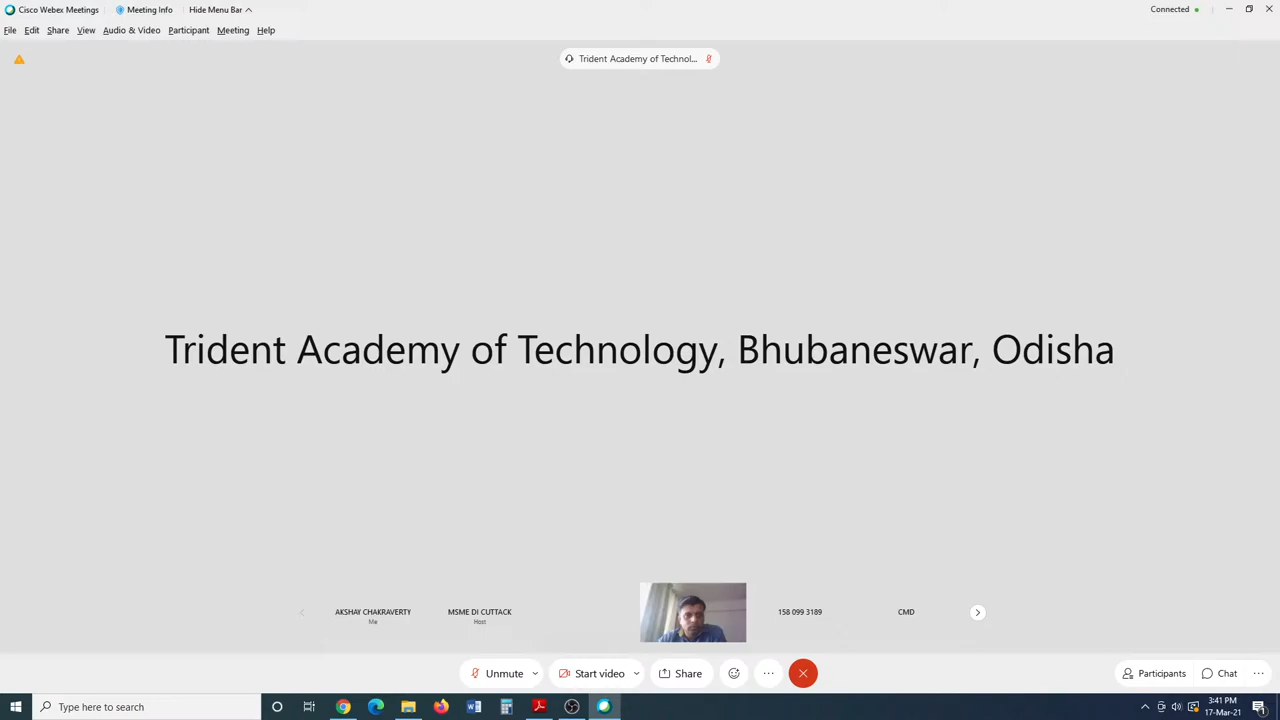 Cisco Webex Meetings Meeting Info Hide Menu Bar Connected
File Edit Share View Audio & Video Participant Meeting Help
Trident Academy of Technol...
Trident Academy of Technology, Bhubaneswar, Odisha
AKSHAY CHAKRAVERTY MSME DI CUTTACK 158 099 3189 CMD
Me Host
Unmute Start video Share Participants Chat
Type here to search 3:41 PM
17-Mar-21